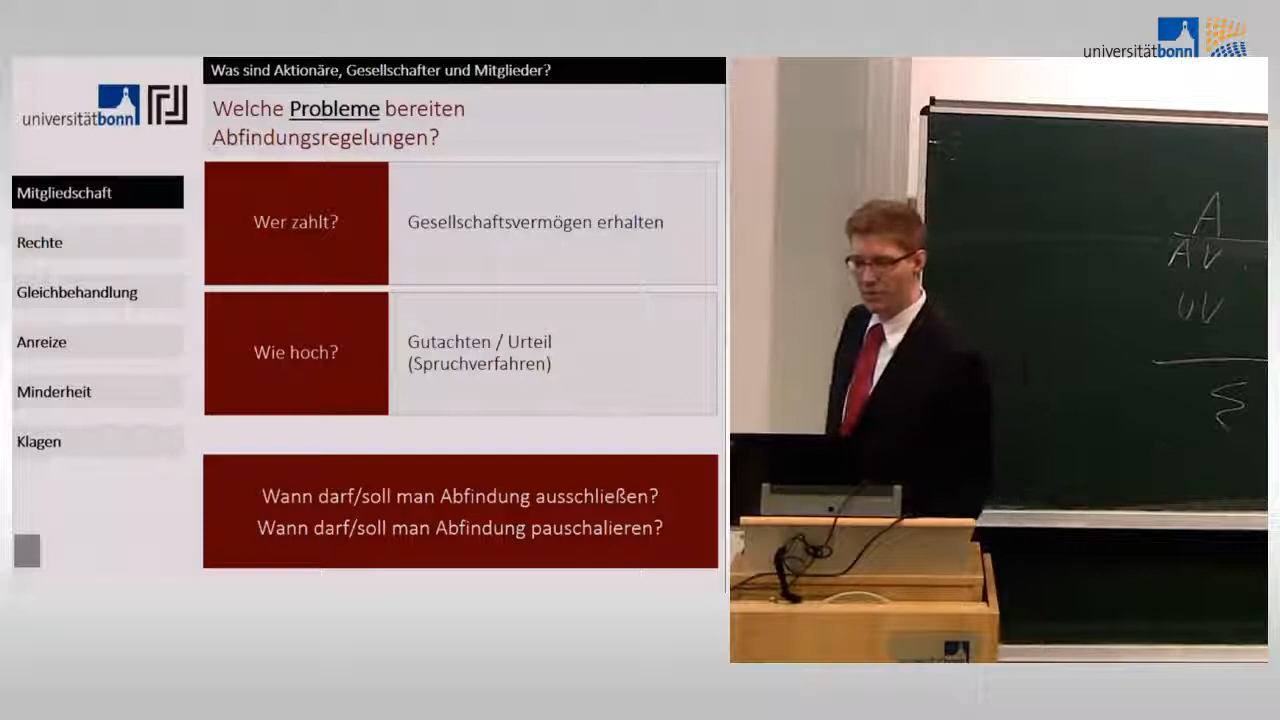 universitätbonn
Was sind Aktionäre, Gesellschafter und Mitglieder?
Welche Probleme bereiten
Abfindungsregelungen?
universitätbonn
Mitgliedschaft
Rechte
Gleichbehandlung
Anreize
Minderheit
Klagen
Wer zahlt?
Gesellschaftsvermögen erhalten
Wie hoch?
Gutachten / Urteil
(Spruchverfahren)
Wann darf/soll man Abfindung ausschließen?
Wann darf/soll man Abfindung pauschalieren?
A
AV
UV
Σ